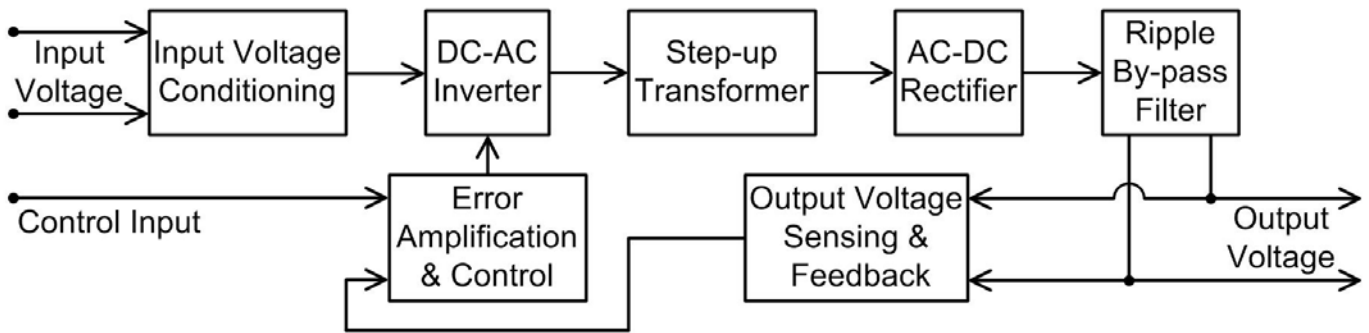 Input
Voltage
Input Voltage
Conditioning
DC-AC
Inverter
Step-up
Transformer
AC-DC
Rectifier
Ripple
By-pass
Filter
Control Input
Error
Amplification
& Control
Output Voltage
Sensing &
Feedback
Output
Voltage